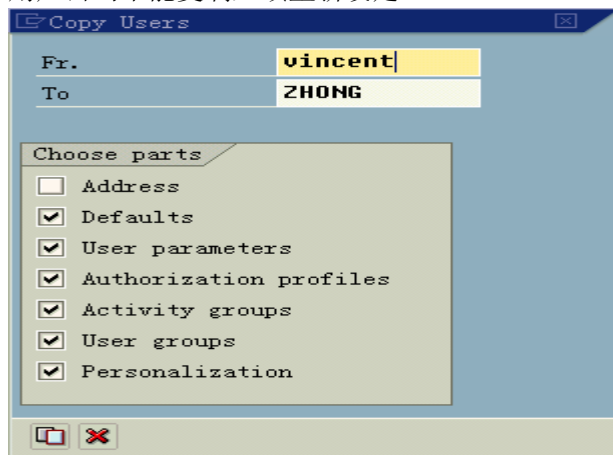 Copy Users
Fr. vincent
To ZHONG
Choose parts
Address
Defaults
User parameters
Authorization profiles
Activity groups
User groups
Personalization